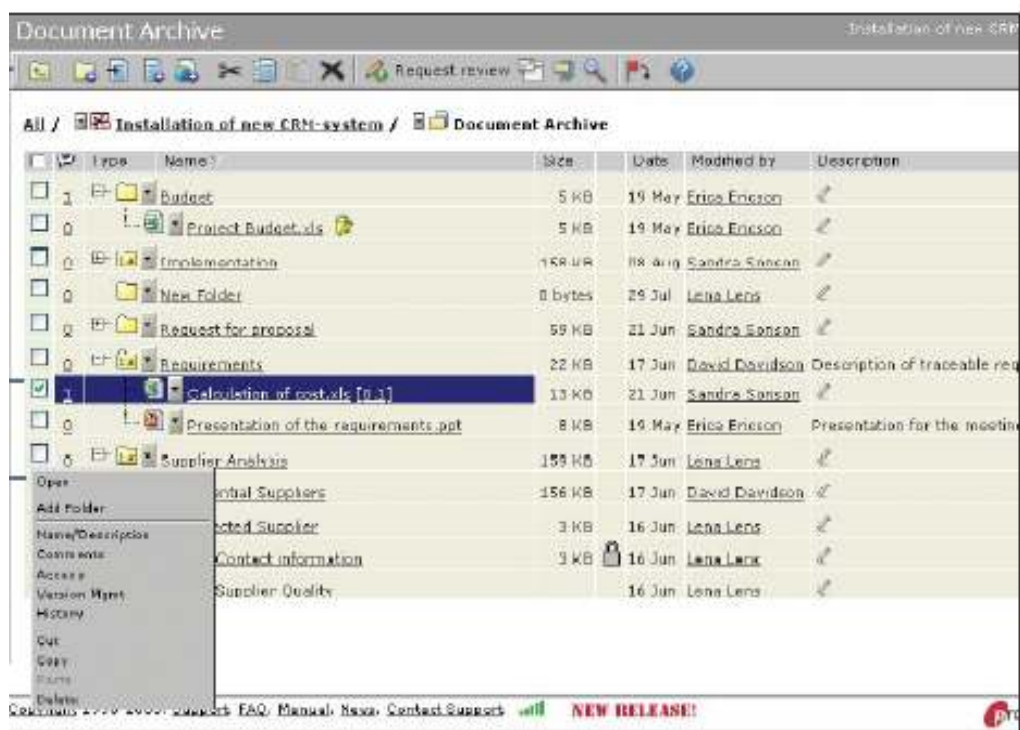 Document Archive Installation of new CRM
Request review
All / Installation of new CRM-system / Document Archive
Type Name Size Date Modified by Description
1 Budget 5 KB 19 May Erica Ericson
0 Project Budget.xls 5 KB 19 May Erica Ericson
0 Implementation 158 KB 08 Aug Sandra Sonson
0 New Folder 0 bytes 29 Jul Lena Lens
0 Request for proposal 59 KB 21 Jun Sandra Sonson
0 Requirements 22 KB 17 Jun David Davidson Description of traceable req
1 Calculation of cost.xls [0.1] 13 KB 21 Jun Sandra Sonson
0 Presentation of the requirements.ppt 8 KB 19 May Erica Ericson Presentation for the meetin
Supplier Analysis 159 KB 17 Jun Lena Lens
Open
ential Suppliers 156 KB 17 Jun David Davidson
Add Folder
ected Supplier 3 KB 16 Jun Lena Lens
Name/Description
Comments
Contact information 3 KB 16 Jun Lena Lens
Access
Version Mgmt
Supplier Quality 16 Jun Lena Lens
History
Cut
Copy
Paste
Delete
FAQ, Manual, News, Contact Support NEW RELEASE!